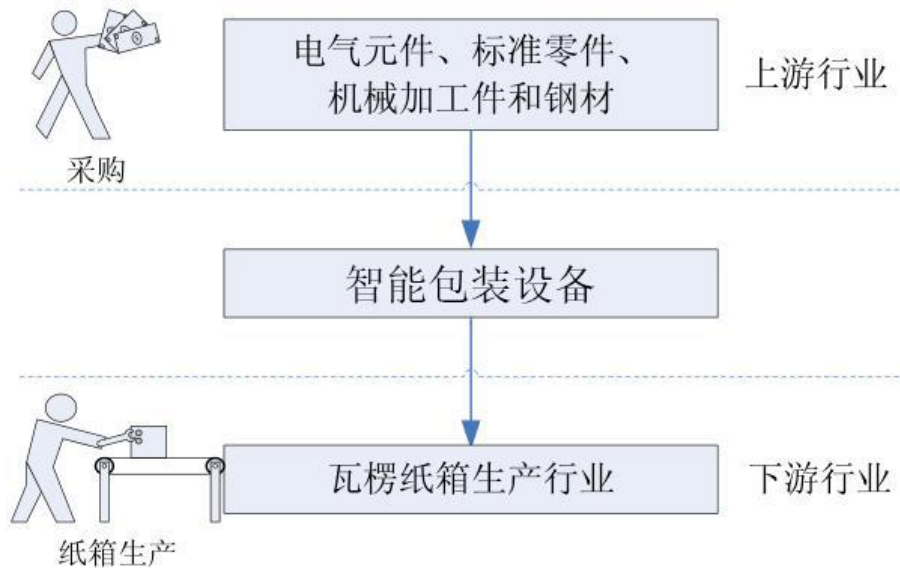 电气元件、标准零件、
机械加工件和钢材
上游行业
采购
智能包装设备
瓦楞纸箱生产行业
下游行业
纸箱生产